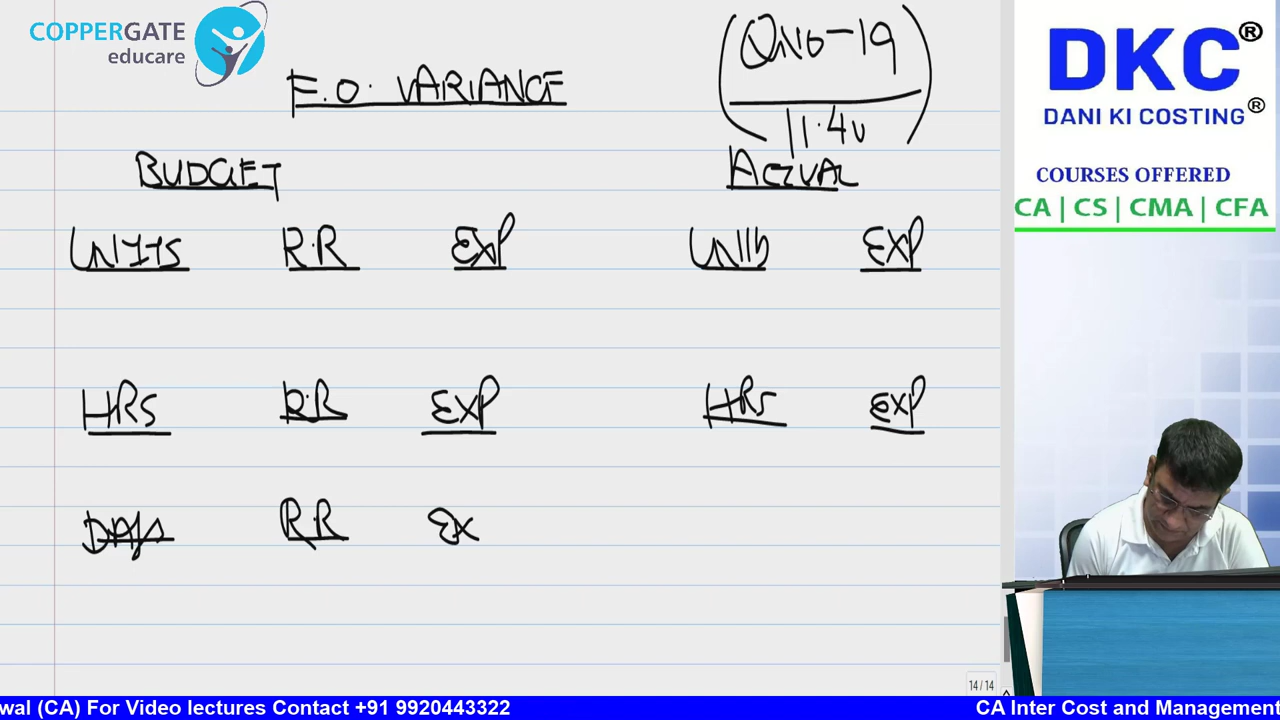 COPPERGATE
educare
F.O. VARIANCE
(QNo-19
11.40)
BUDGET ACTUAL
UNITS R.R EXP UNITS EXP
HRS R.R EXP HRS EXP
DAYS R.R EX
14/14
DKC®
DANI KI COSTING®
COURSES OFFERED
CA | CS | CMA | CFA
wal (CA) For Video lectures Contact +91 9920443322
CA Inter Cost and Management